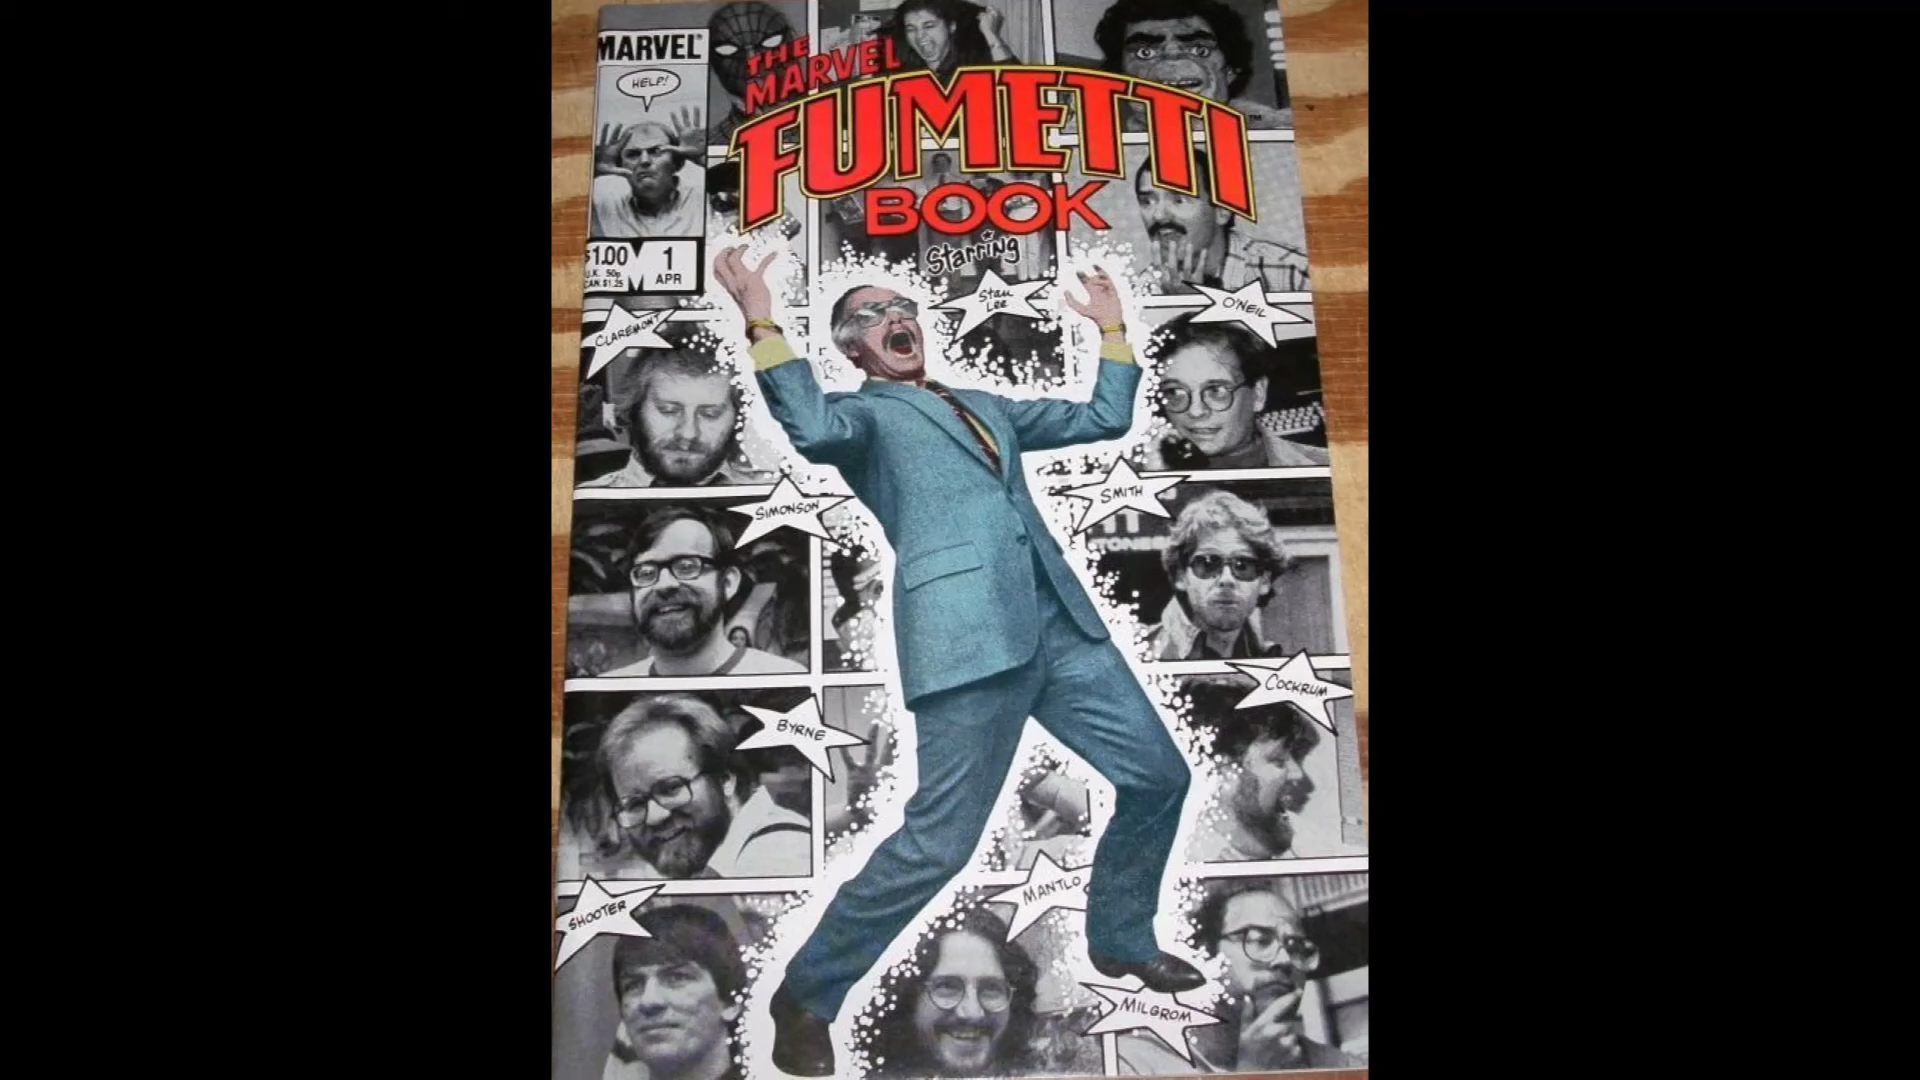 MARVEL®
HELP!
$1.00
U.K. 50p
CAN. $1.25
M
1
APR
THE
MARVEL
FUMETTI
BOOK
TM
Starring
Stan
Lee
O'NEIL
CLAREMONT
SIMONSON
SMITH
COCKRUM
BYRNE
SHOOTER
MANTLO
MILGROM